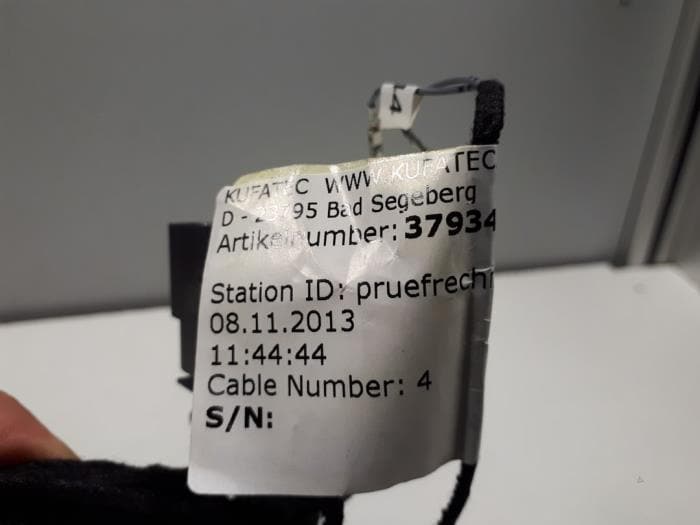 4
KUFATEC WWW.KUFATEC
D - 23795 Bad Segeberg
Artikelnumber: 37934
Station ID: pruefrech
08.11.2013
11:44:44
Cable Number: 4
S/N: